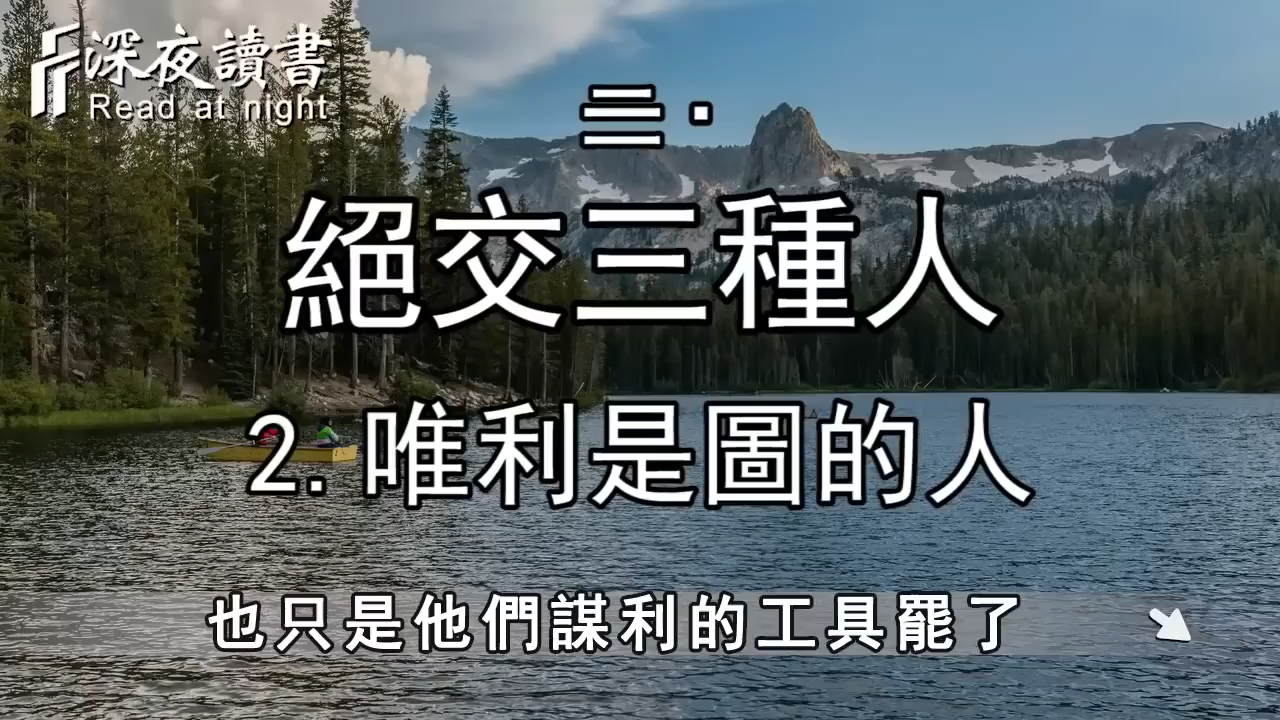 深夜讀書
Read at night
三·
絕交三種人
2.唯利是圖的人
也只是他們謀利的工具罷了